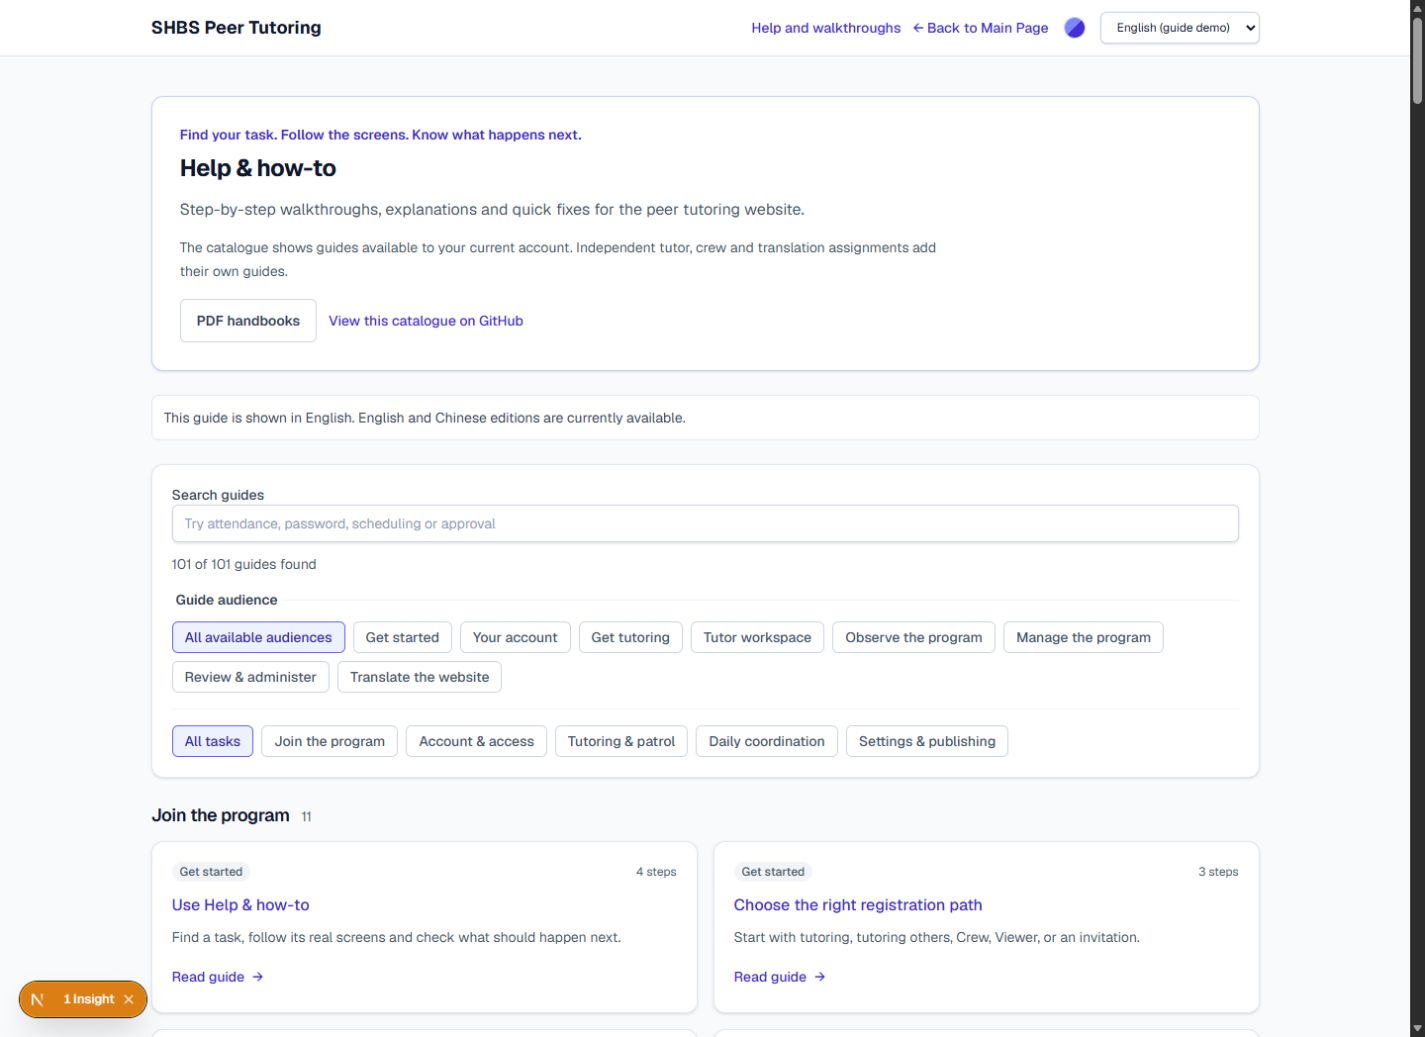 SHBS Peer Tutoring
Help and walkthroughs
← Back to Main Page
English (guide demo)
Find your task. Follow the screens. Know what happens next.
Help & how-to
Step-by-step walkthroughs, explanations and quick fixes for the peer tutoring website.
The catalogue shows guides available to your current account. Independent tutor, crew and translation assignments add
their own guides.
PDF handbooks
View this catalogue on GitHub
This guide is shown in English. English and Chinese editions are currently available.
Search guides
Try attendance, password, scheduling or approval
101 of 101 guides found
Guide audience
All available audiences
Get started
Your account
Get tutoring
Tutor workspace
Observe the program
Manage the program
Review & administer
Translate the website
All tasks
Join the program
Account & access
Tutoring & patrol
Daily coordination
Settings & publishing
Join the program 11
Get started
4 steps
Use Help & how-to
Find a task, follow its real screens and check what should happen next.
Read guide →
Get started
3 steps
Choose the right registration path
Start with tutoring, tutoring others, Crew, Viewer, or an invitation.
Read guide →
N 1 Insight ×